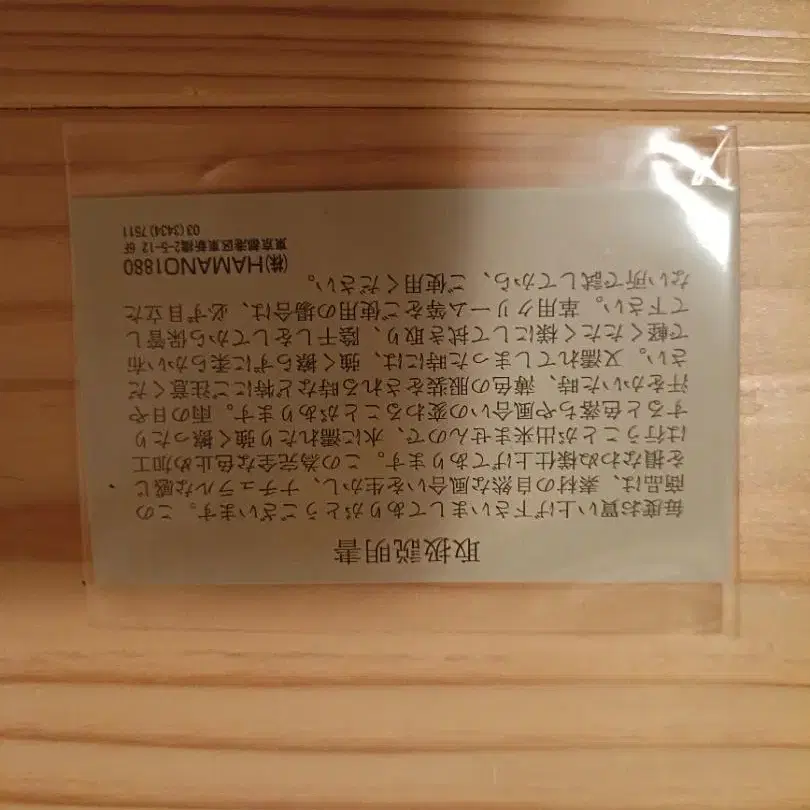 取扱説明書
毎度お買い上げ下さいましてありがとうございます。この
商品は、素材の自然な風合いを生かし、ナチュラルな感じ
を損なわぬ様仕上げてあります。この為完全な色止め加工
は行うことが出来ませんので、水に濡れたり強く擦ったり
すると色落ちや風合いの変わることがあります。雨の日や
汗をかいた時、薄色の服装をされる時など特にご注意くだ
さい。又濡れてしまった時には、強く擦らずに柔らかい布
で軽くたたく様にして拭き取り、陰干しをしてから保管し
て下さい。革用クリーム等をご使用の場合は、必ず目立た
ない所で試してから、ご使用ください。
㈱HAMANO1880
東京都港区東新橋2-5-12 6F
03(3434)7511